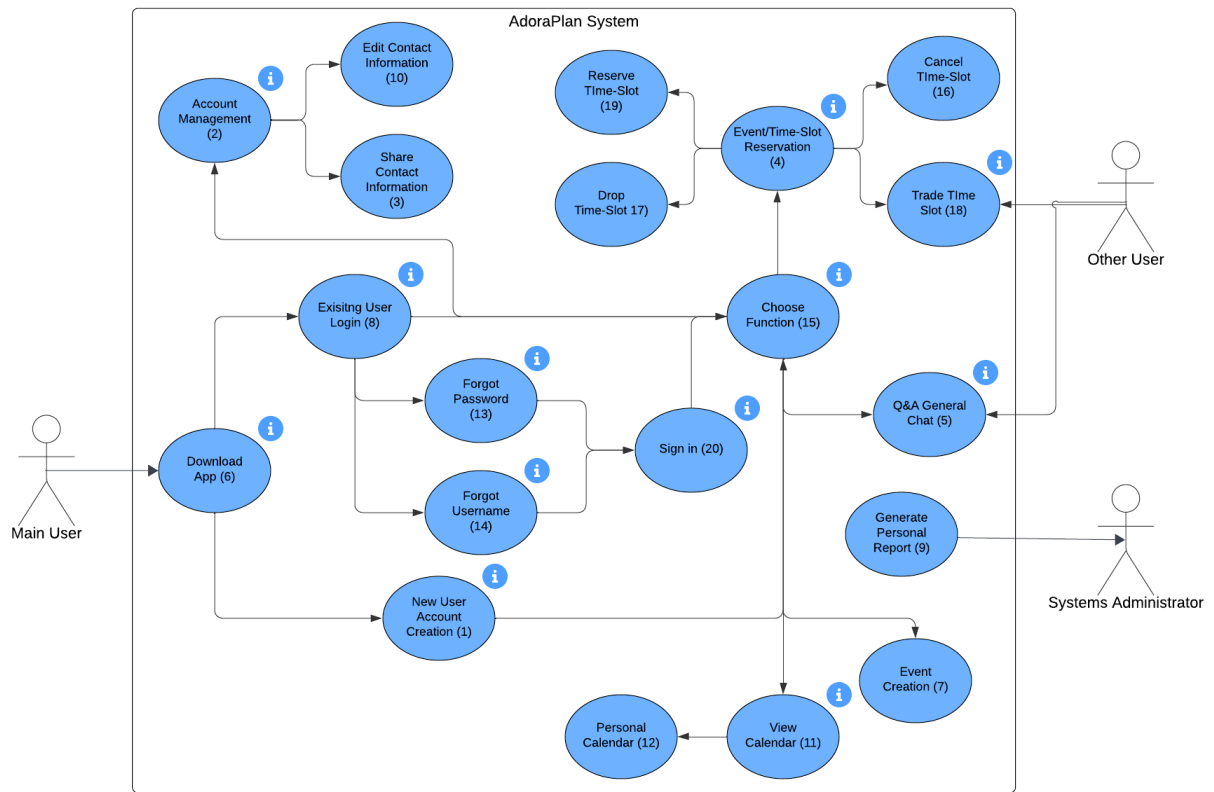 AdoraPlan System
Edit Contact
Information
(10)
i
Account
Management
(2)
Share
Contact
Information
(3)
Reserve
TIme-Slot
(19)
i
Event/Time-Slot
Reservation
(4)
Cancel
TIme-Slot
(16)
Drop
Time-Slot 17)
i
Trade TIme
Slot (18)
Other User
i
Exisitng User
Login (8)
i
Choose
Function (15)
i
Forgot
Password
(13)
i
Q&A General
Chat (5)
i
Sign in (20)
i
Download
App (6)
Main User
i
Forgot
Username
(14)
Generate
Personal
Report (9)
Systems Administrator
i
New User
Account
Creation (1)
Event
Creation (7)
i
View
Calendar (11)
Personal
Calendar (12)